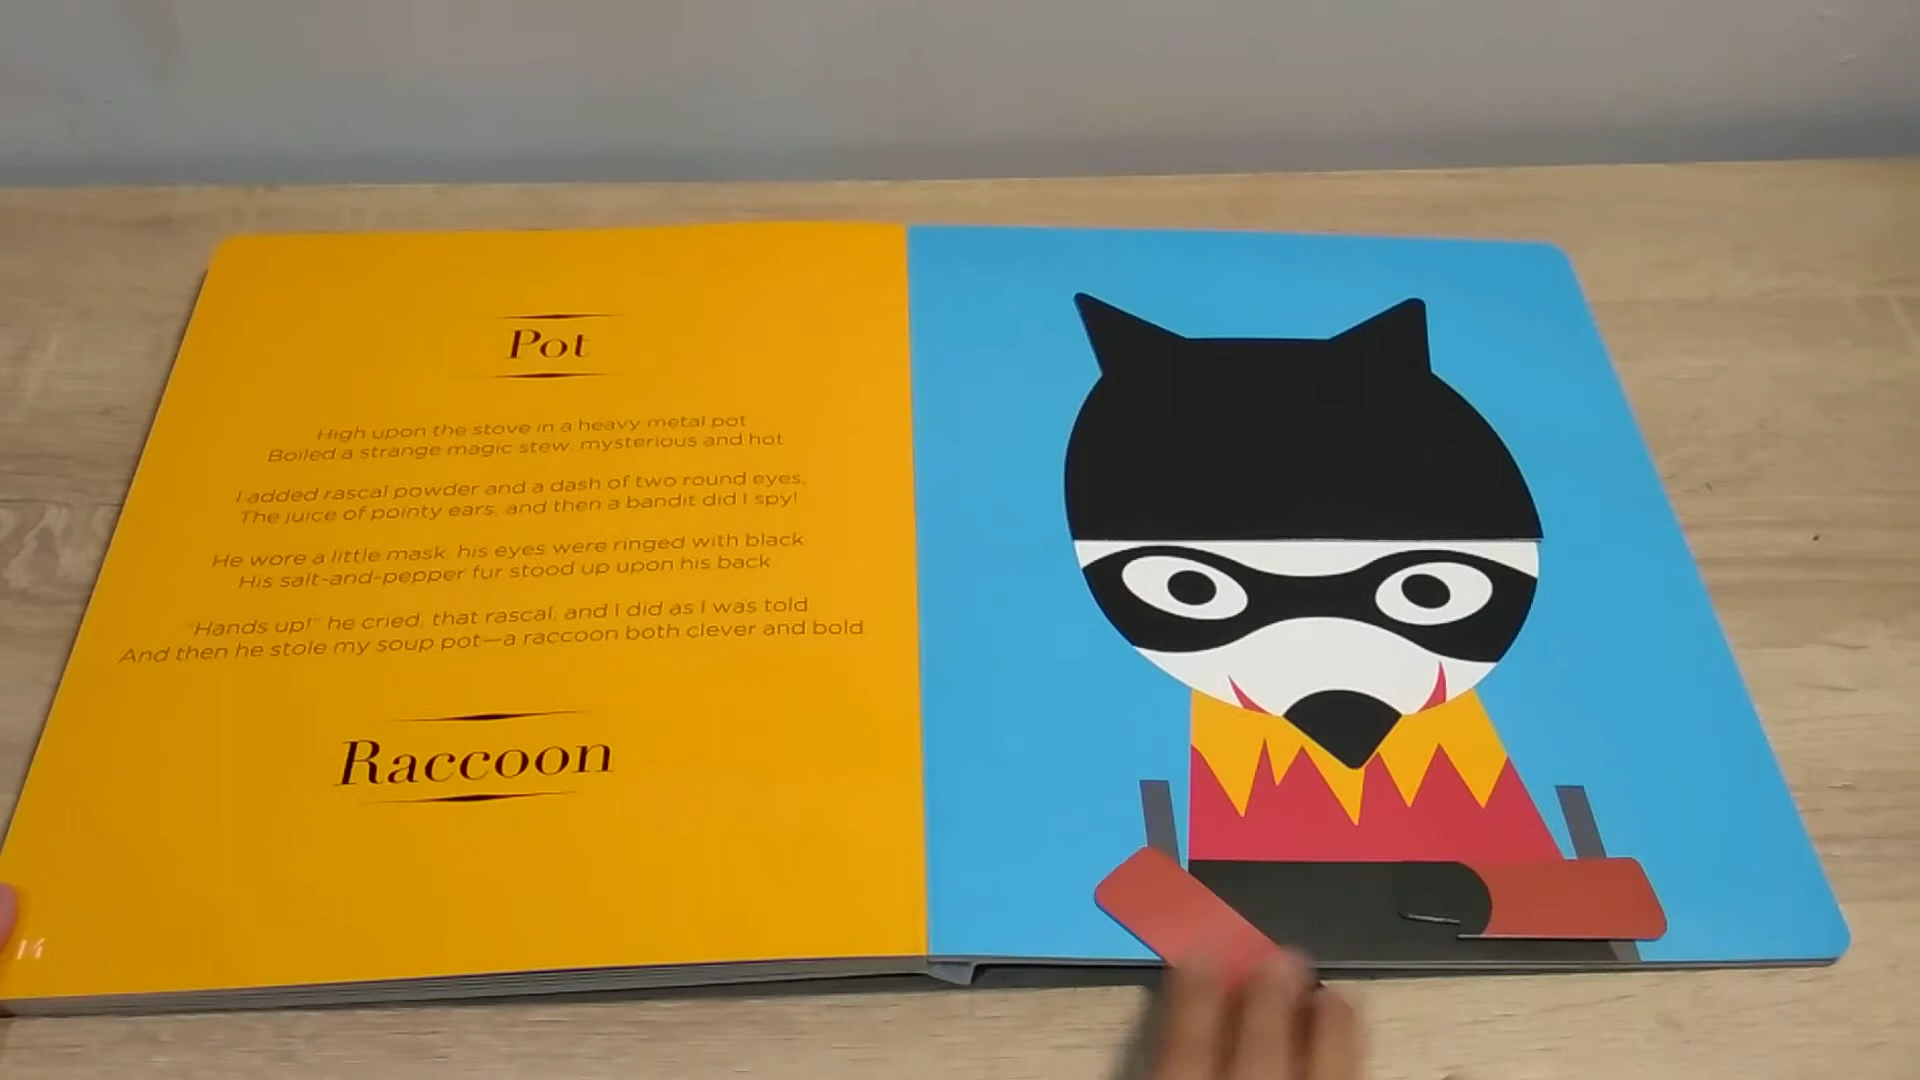 Pot
High upon the stove in a heavy metal pot
Boiled a strange magic stew, mysterious and hot
I added rascal powder and a dash of two round eyes,
The juice of pointy ears, and then a bandit did I spy!
He wore a little mask, his eyes were ringed with black
His salt-and-pepper fur stood up upon his back
"Hands up!" he cried, that rascal, and I did as I was told
And then he stole my soup pot—a raccoon both clever and bold
Raccoon
14